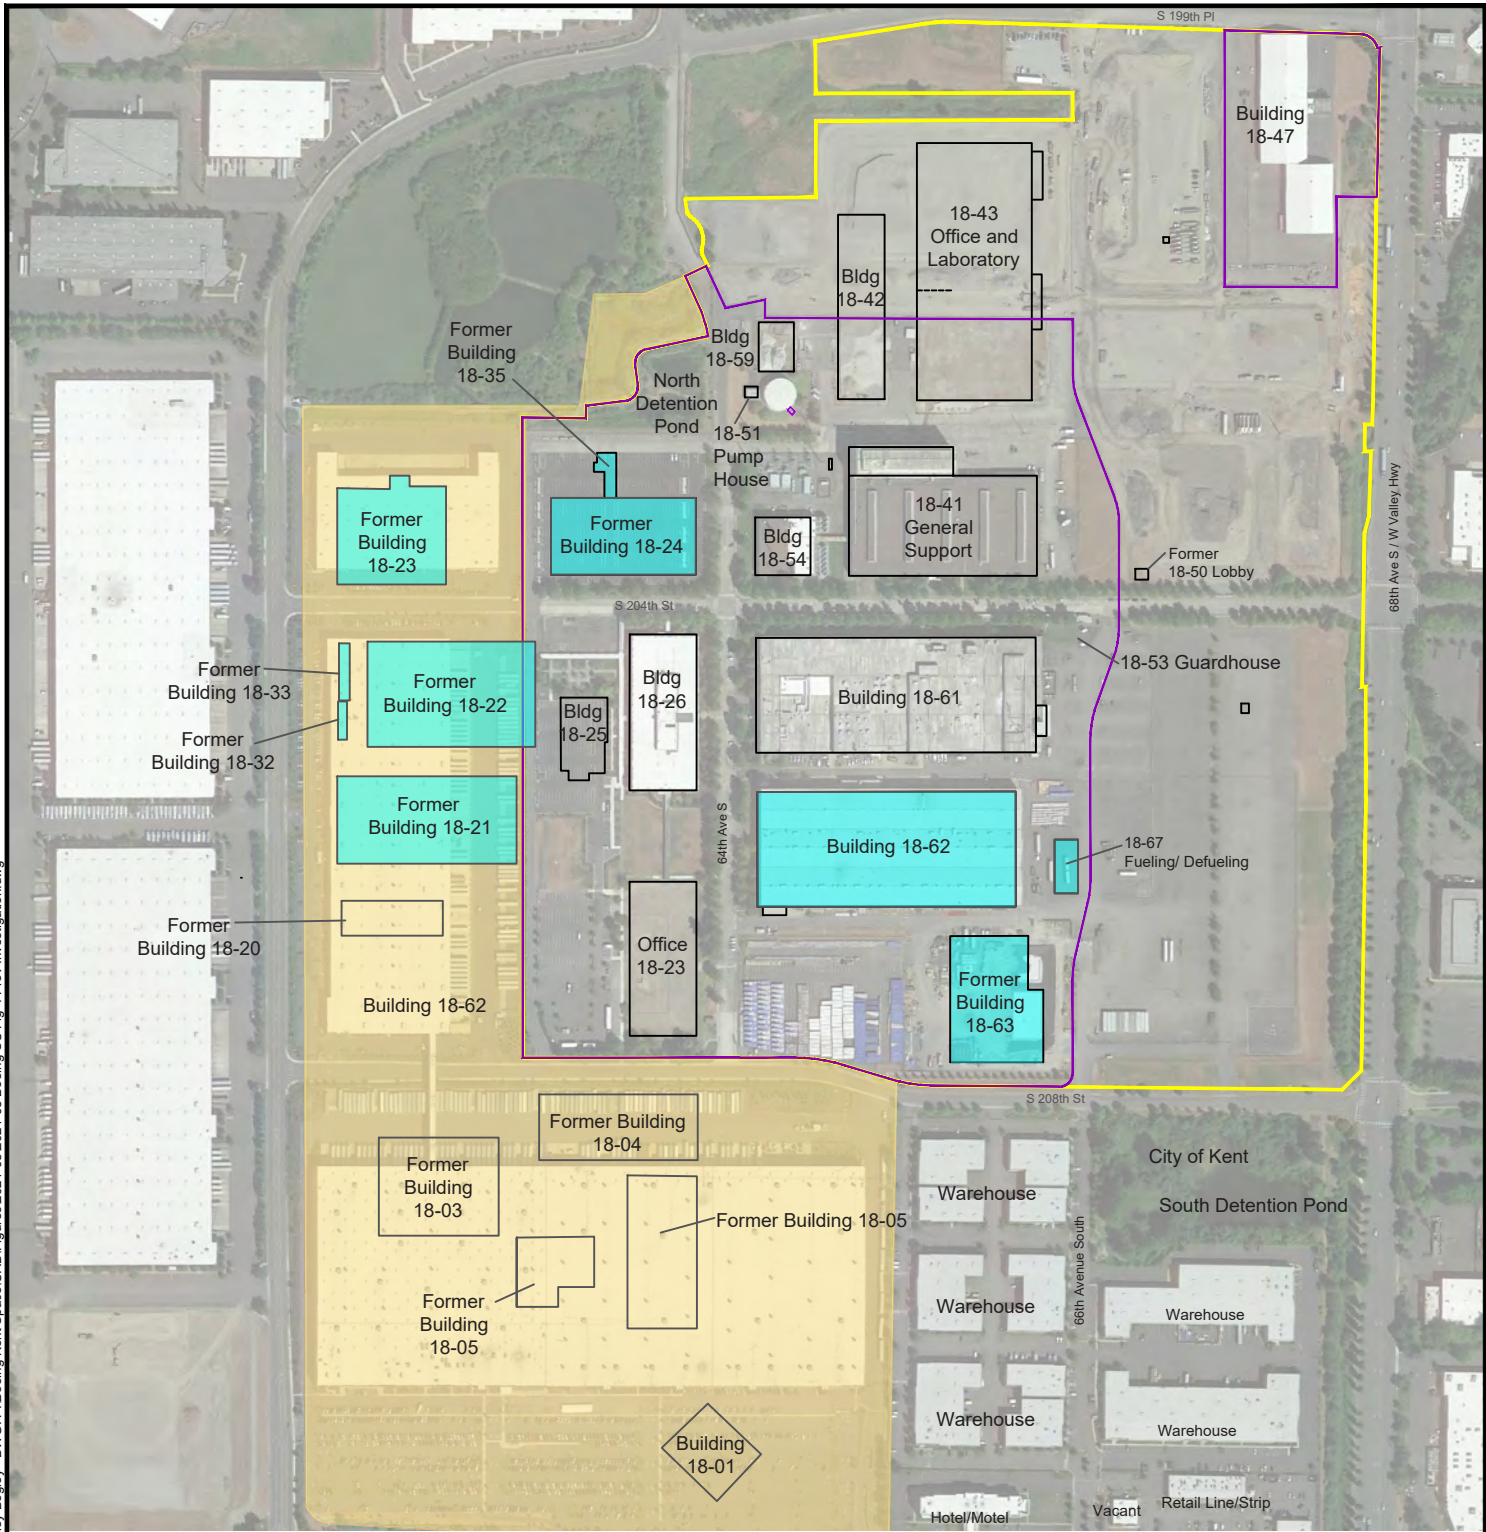 S 199th Pl
Building
18-47
18-43
Office and
Laboratory
Bldg
18-42
Former
Building
18-35
Bldg
18-59
North
Detention
Pond
18-51
Pump
House
68th Ave S / W Valley Hwy
Former
Building
18-23
Former
Building 18-24
Bldg
18-54
18-41
General
Support
Former
18-50 Lobby
S 204th St
Former
Building 18-33
Former
Building 18-22
Bldg
18-26
Building 18-61
18-53 Guardhouse
Former
Building 18-32
Bldg
18-25
Former
Building 18-21
64th Ave S
Building 18-62
18-67
Fueling/ Defueling
Former
Building 18-20
Office
18-23
Former
Building
18-63
Building 18-62
S 208th St
Former Building
18-04
City of Kent
South Detention Pond
Former
Building
18-03
Warehouse
Former Building 18-05
66th Avenue South
Former
Building
18-05
Warehouse
Warehouse
Warehouse
Warehouse
Building
18-01
Hotel/Motel
Vacant
Retail Line/Strip